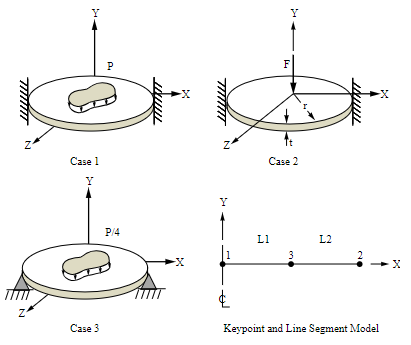 Y
P
X
Z
Case 1
Y
F
X
r
Z
t
Case 2
Y
P/4
X
Z
Case 3
Y
L1 L2
1 3 2
X
℄
Keypoint and Line Segment Model